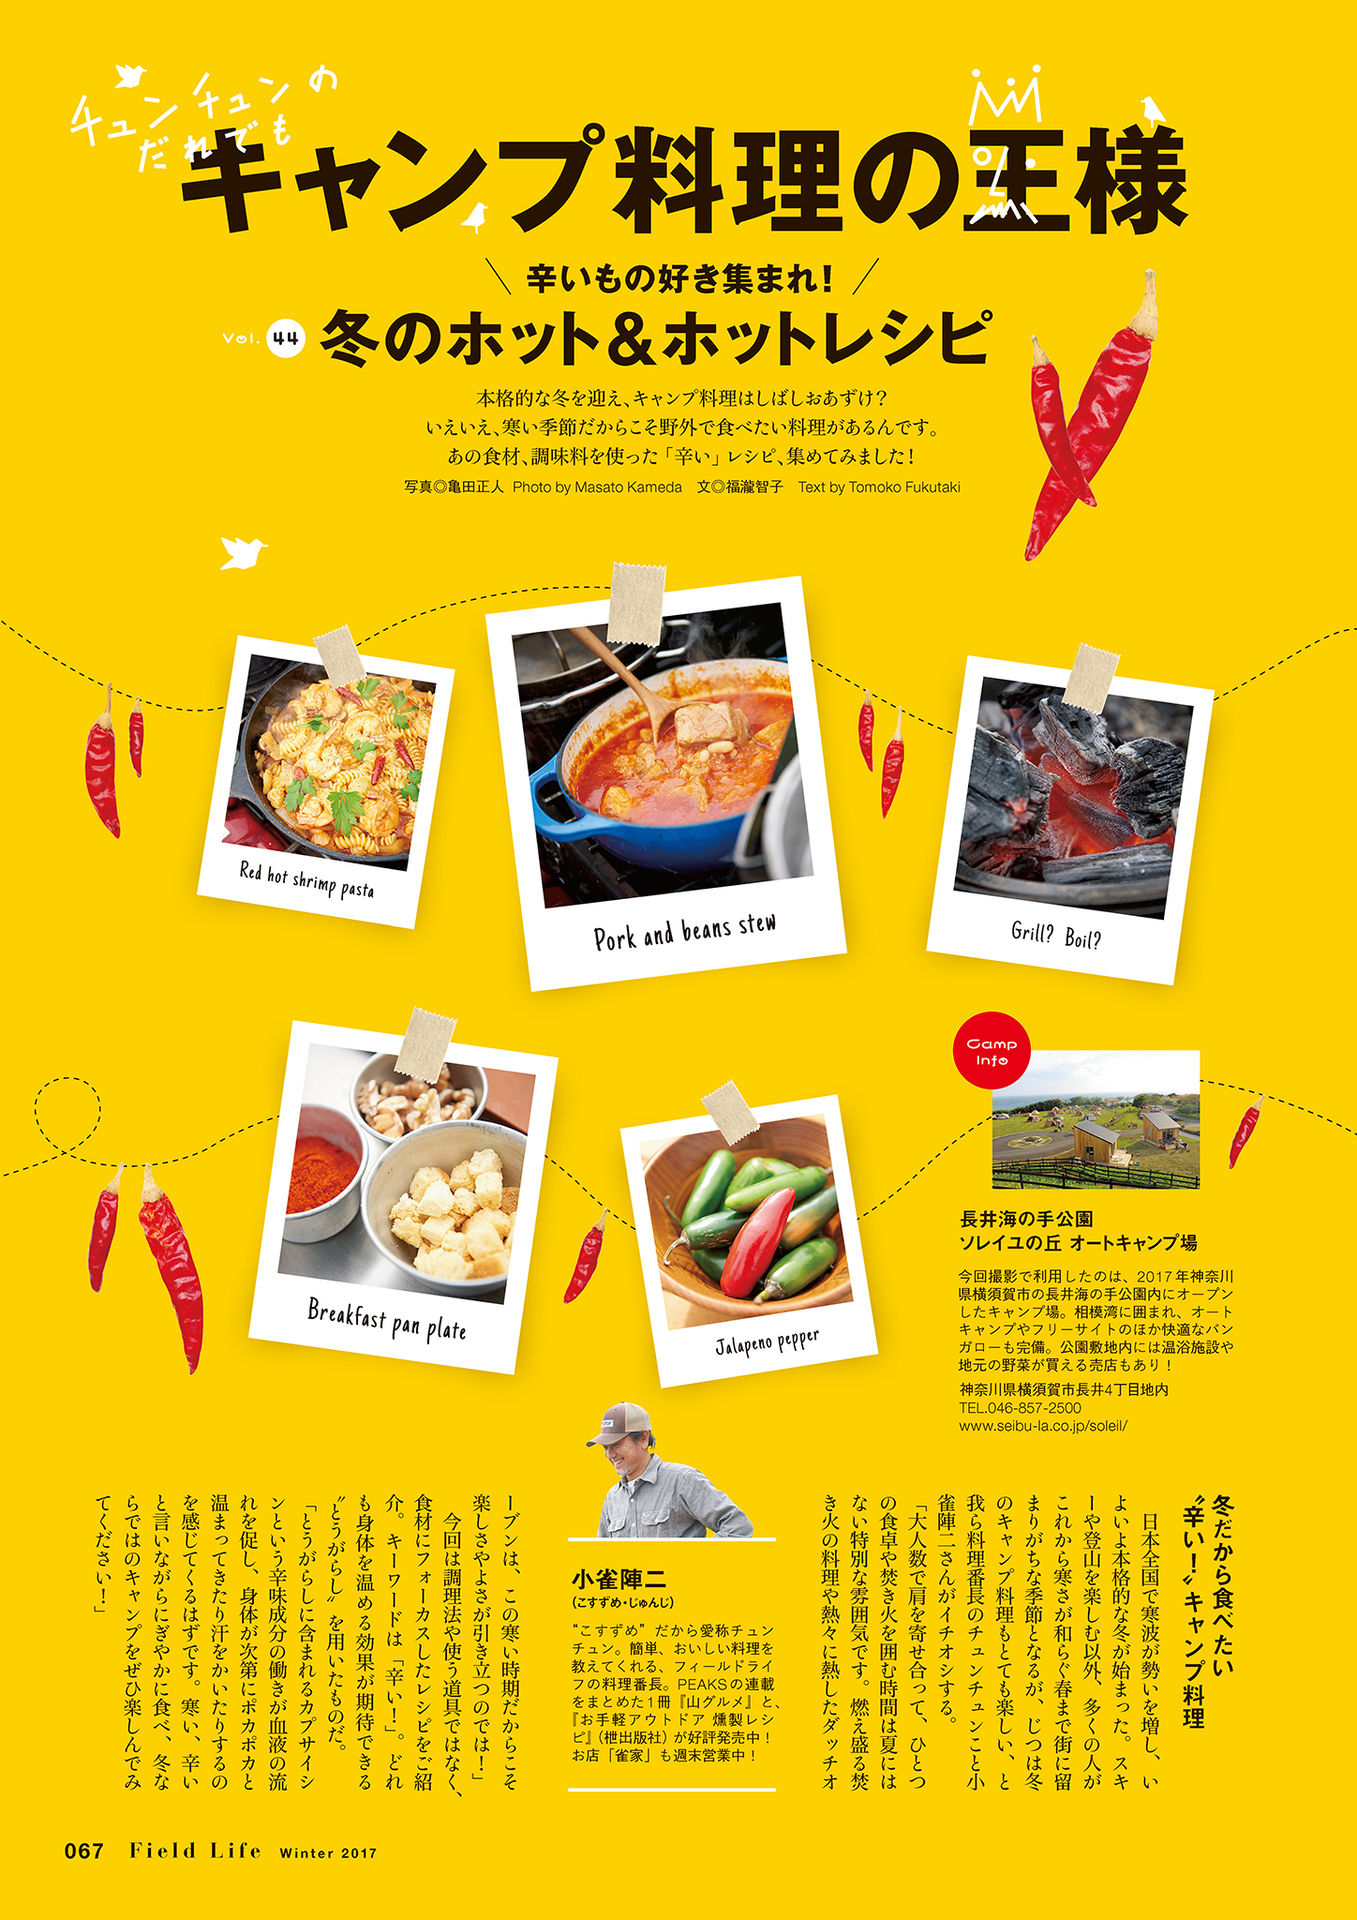 チュンチュンの
だれでも
キャンプ料理の王様
辛いもの好き集まれ！
Vol. 44 冬のホット＆ホットレシピ
本格的な冬を迎え、キャンプ料理はしばしおあずけ？
いえいえ、寒い季節だからこそ野外で食べたい料理があるんです。
あの食材、調味料を使った「辛い」レシピ、集めてみました！
写真◎亀田正人 Photo by Masato Kameda 文◎福瀧智子 Text by Tomoko Fukutaki
Red hot shrimp pasta
Pork and beans stew
Grill? Boil?
Breakfast pan plate
Jalapeno pepper
Camp
Info
長井海の手公園
ソレイユの丘 オートキャンプ場
今回撮影で利用したのは、2017年神奈川
県横須賀市の長井海の手公園内にオープン
したキャンプ場。相模湾に囲まれ、オート
キャンプやフリーサイトのほか快適なバン
ガローも完備。公園敷地内には温浴施設や
地元の野菜が買える売店もあり！
神奈川県横須賀市長井4丁目地内
TEL.046-857-2500
www.seibu-la.co.jp/soleil/
冬だから食べたい
〝辛い！〟キャンプ料理
日本全国で寒波が勢いを増し、い
よいよ本格的な冬が始まった。スキ
ーや登山を楽しむ以外、多くの人が
これから寒さが和らぐ春まで街に留
まりがちな季節となるが、じつは冬
のキャンプ料理もとても楽しい、と
我ら料理番長のチュンチュンこと小
雀陣二さんがイチオシする。
「大人数で肩を寄せ合って、ひとつ
の食卓や焚き火を囲む時間は夏には
ない特別な雰囲気です。燃え盛る焚
き火の料理や熱々に熱したダッチオ
ーブンは、この寒い時期だからこそ
楽しさやよさが引き立つのでは！」
今回は調理法や使う道具ではなく、
食材にフォーカスしたレシピをご紹
介。キーワードは「辛い！」。どれ
も身体を温める効果が期待できる
〝とうがらし〟を用いたものだ。
「とうがらしに含まれるカプサイシ
ンという辛味成分の働きが血液の流
れを促し、身体が次第にポカポカと
温まってきたり汗をかいたりするの
を感じてくるはずです。寒い、辛い
と言いながらにぎやかに食べ、冬な
らではのキャンプをぜひ楽しんでみ
てください！」
小雀陣二
（こすずめ・じゅんじ）
“こすずめ”だから愛称チュン
チュン。簡単、おいしい料理を
教えてくれる、フィールドライ
フの料理番長。PEAKSの連載
をまとめた1冊『山グルメ』と、
『お手軽アウトドア 燻製レシ
ピ』（枻出版社）が好評発売中！
お店「雀家」も週末営業中！
067 Field Life Winter 2017